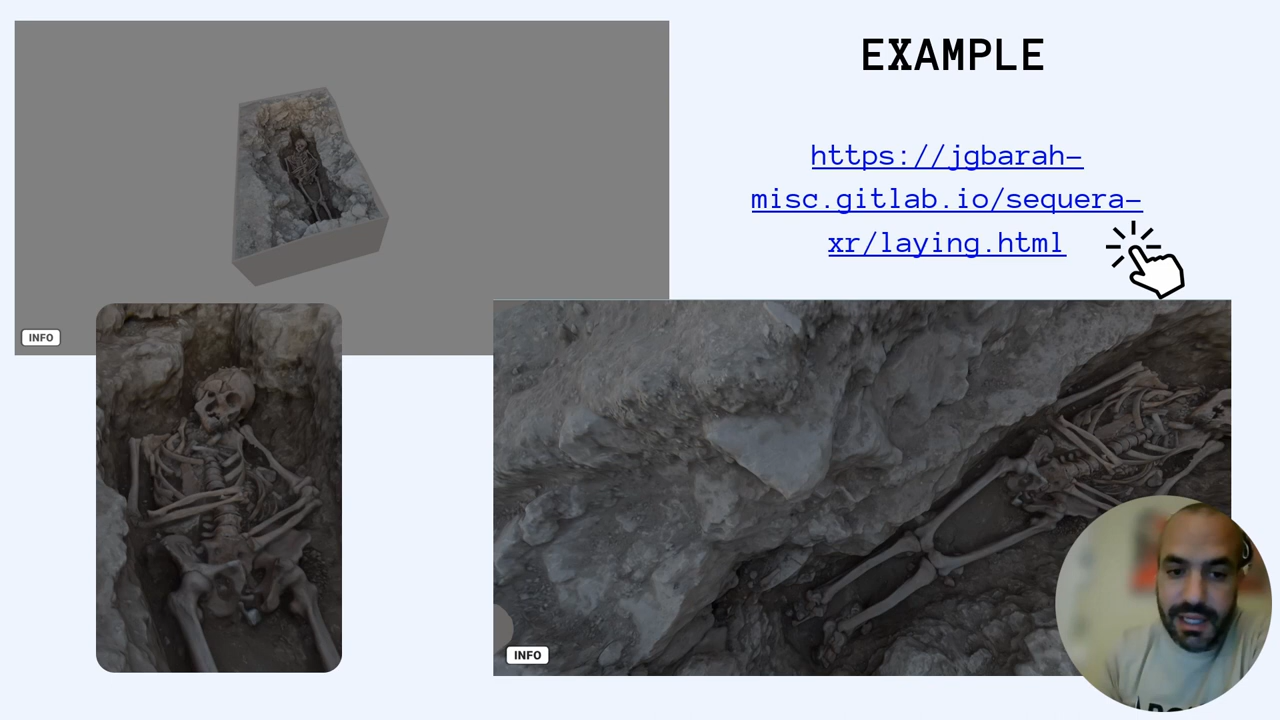 EXAMPLE
https://jgbarah-
misc.gitlab.io/sequera-
xr/laying.html
INFO
INFO